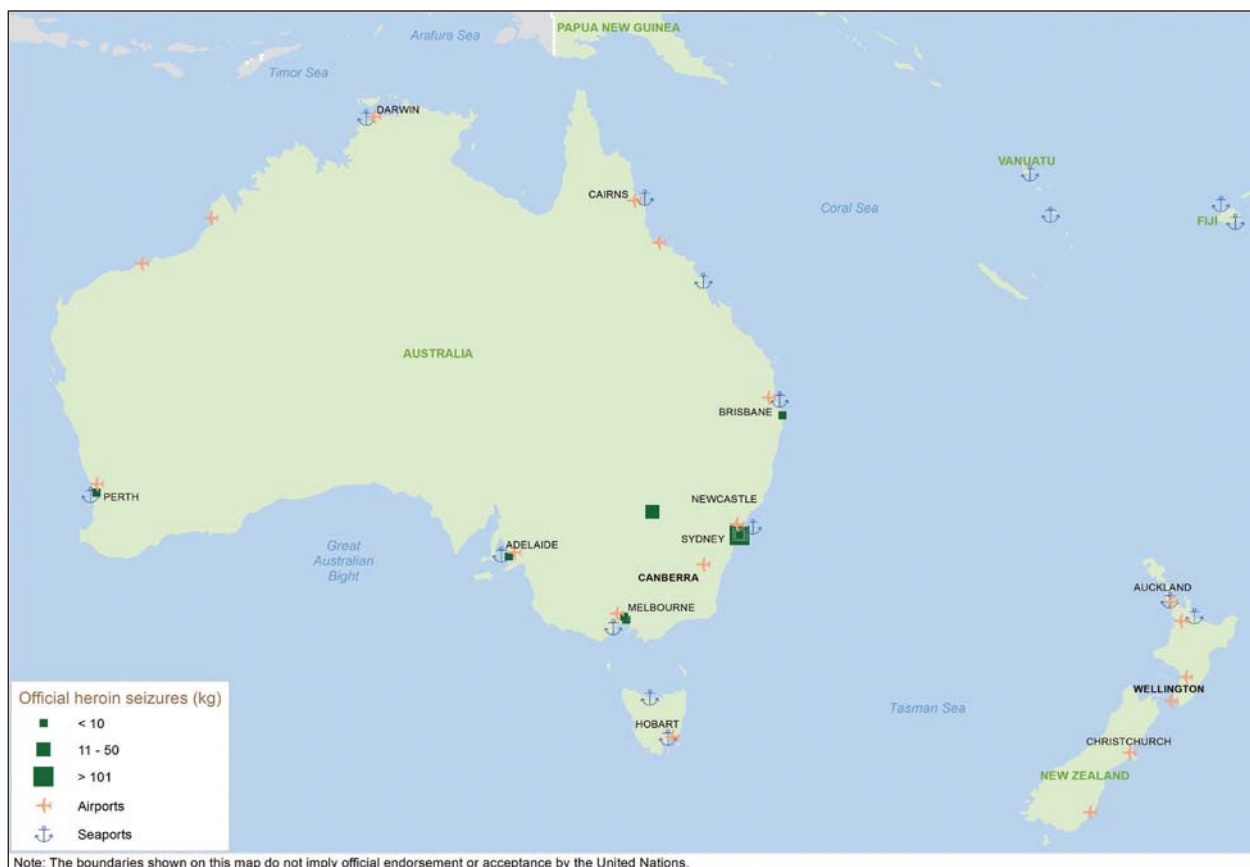 PAPUA NEW GUINEA
Arafura Sea
Timor Sea
DARWIN
VANUATU
CAIRNS
Coral Sea
FIJI
AUSTRALIA
BRISBANE
NEWCASTLE
PERTH
SYDNEY
ADELAIDE
Great
Australian
Bight
CANBERRA
AUCKLAND
MELBOURNE
WELLINGTON
Official heroin seizures (kg)
< 10
11 - 50
> 101
Airports
Seaports
HOBART
Tasman Sea
CHRISTCHURCH
NEW ZEALAND
Note: The boundaries shown on this map do not imply official endorsement or acceptance by the United Nations.